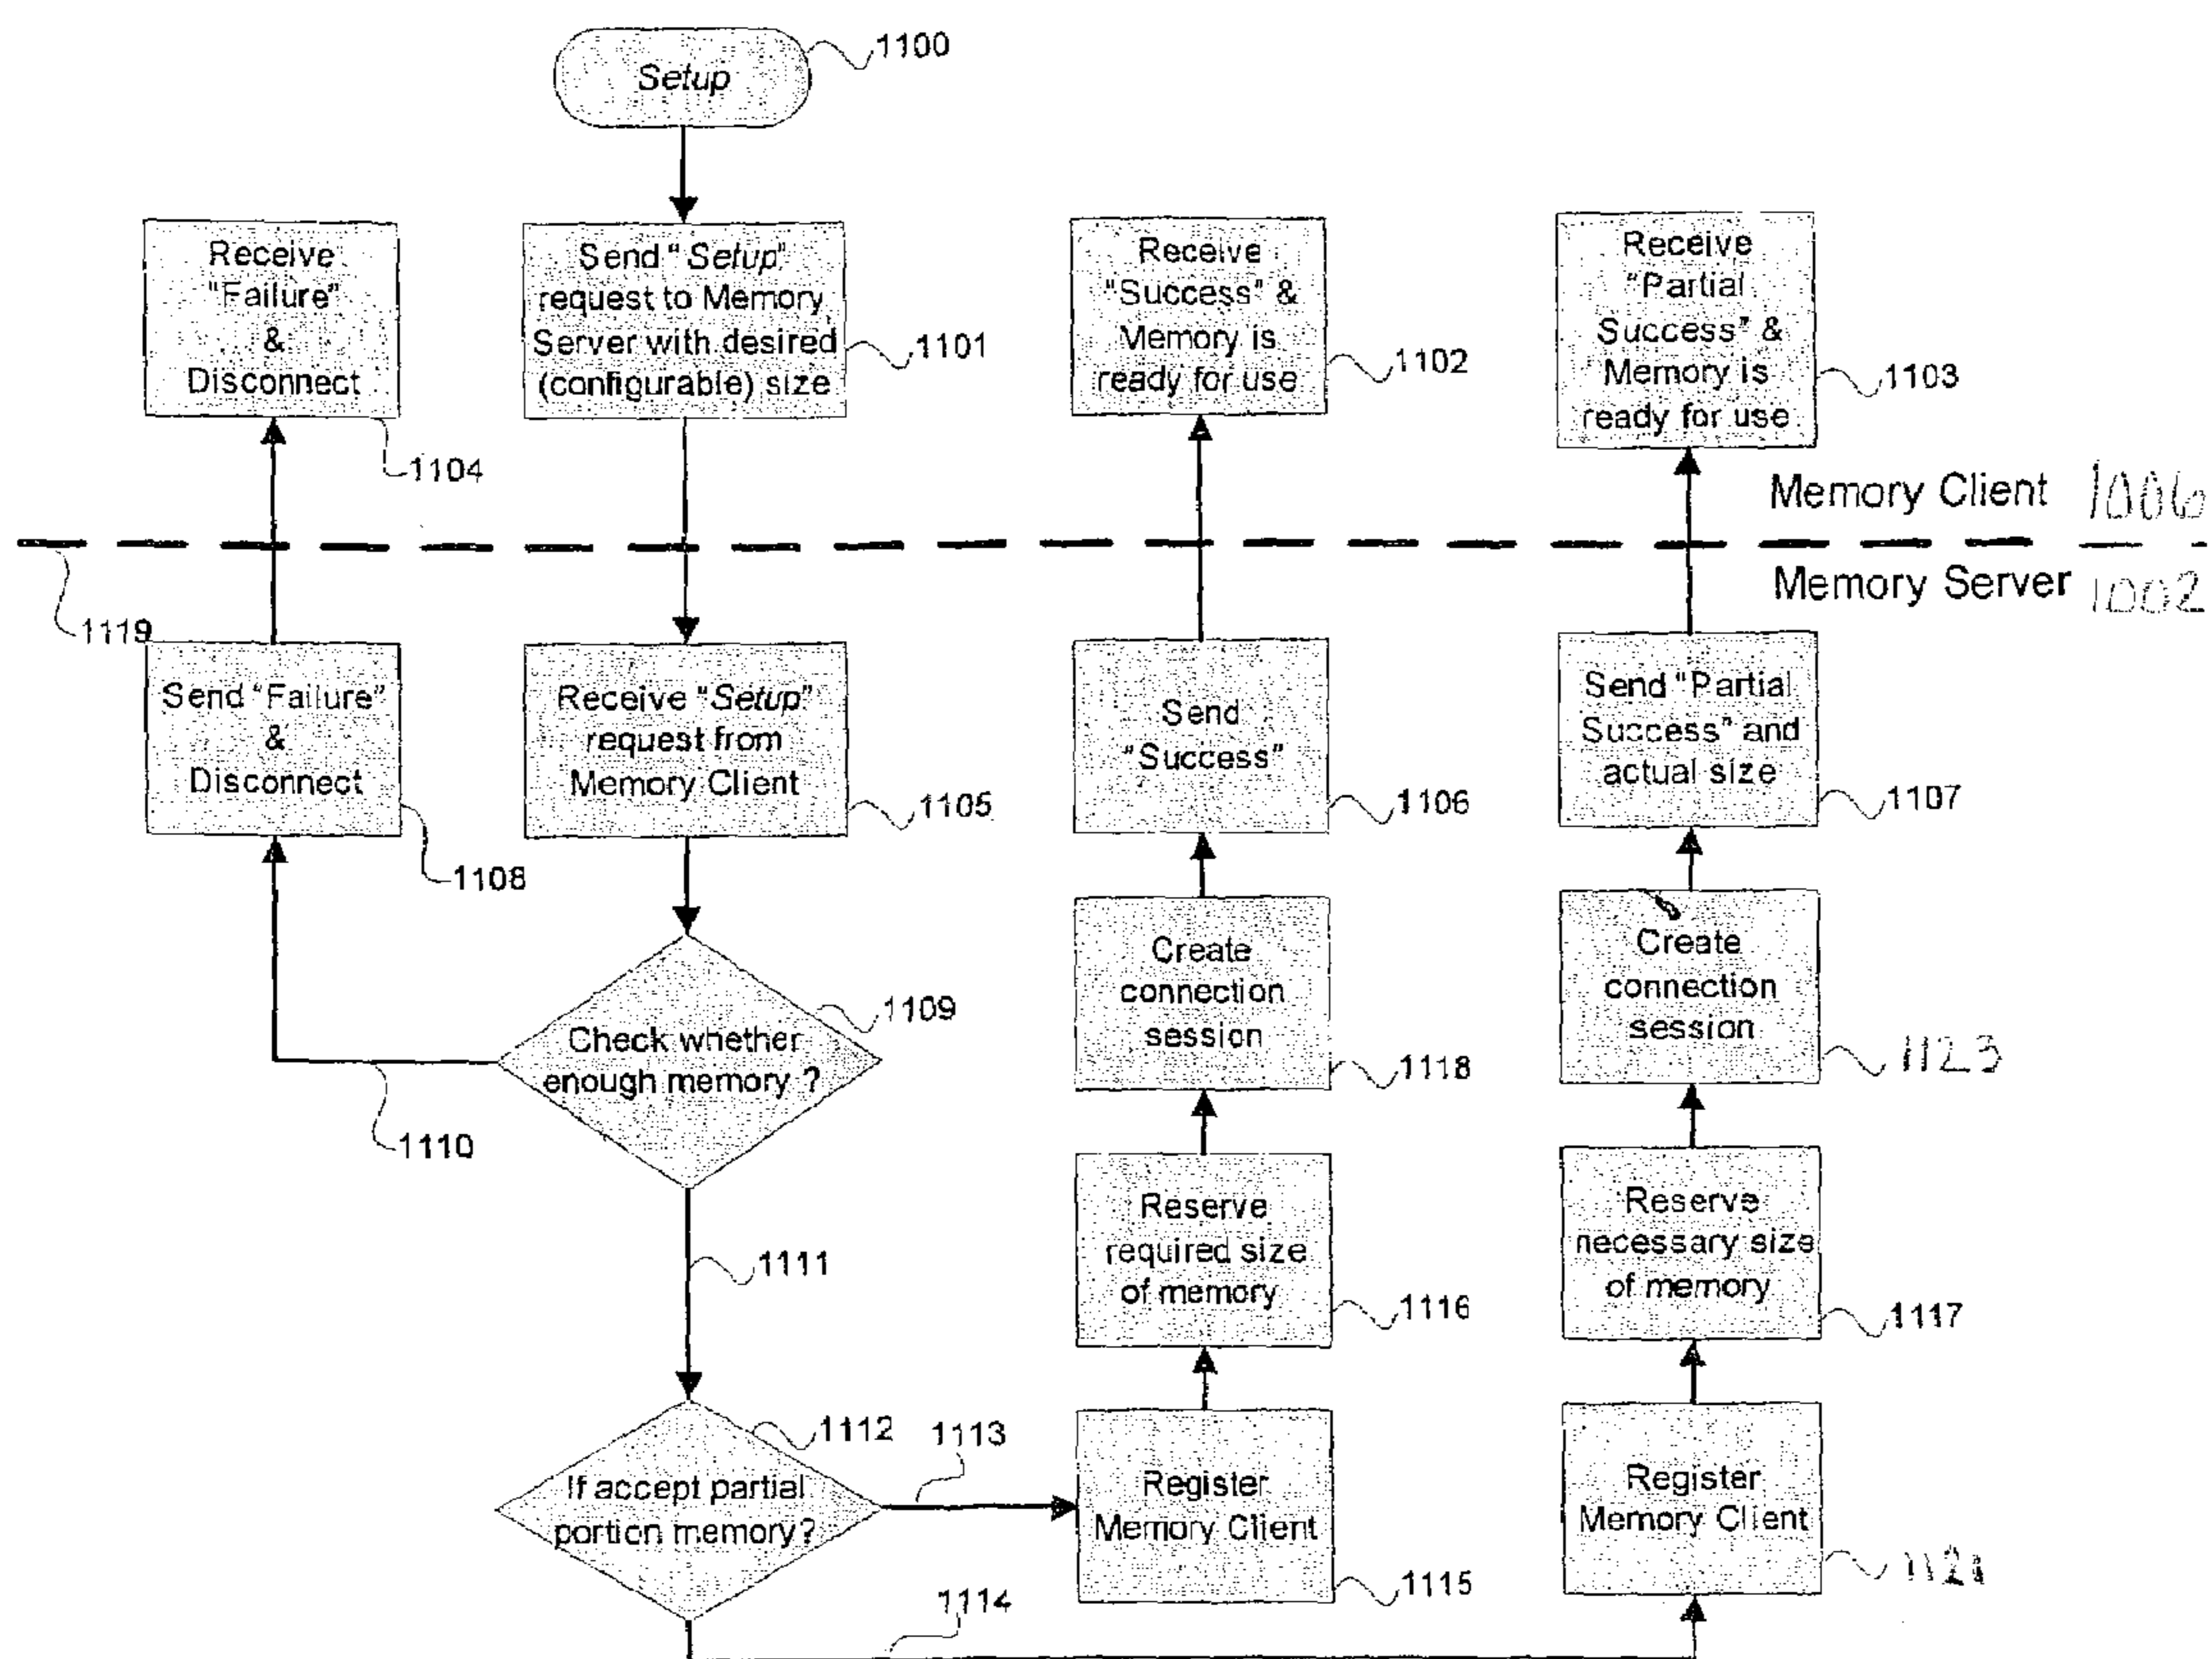 Setup
1100
Receive
"Failure"
&
Disconnect
1104
Send "Setup"
request to Memory
Server with desired
(configurable) size
1101
Receive
"Success" &
Memory is
ready for use
1102
Receive
"Partial
Success" &
Memory is
ready for use
1103
Memory Client 1006
Memory Server 1002
1119
Send "Failure"
&
Disconnect
1108
Receive "Setup"
request from
Memory Client
1105
Send
"Success"
1106
Send "Partial
Success" and
actual size
1107
Check whether
enough memory ?
1109
1110
1111
Create
connection
session
1118
Create
connection
session
1123
Reserve
required size
of memory
1116
Reserve
necessary size
of memory
1117
If accept partial
portion memory?
1112
1113
1114
Register
Memory Client
1115
Register
Memory Client
1121